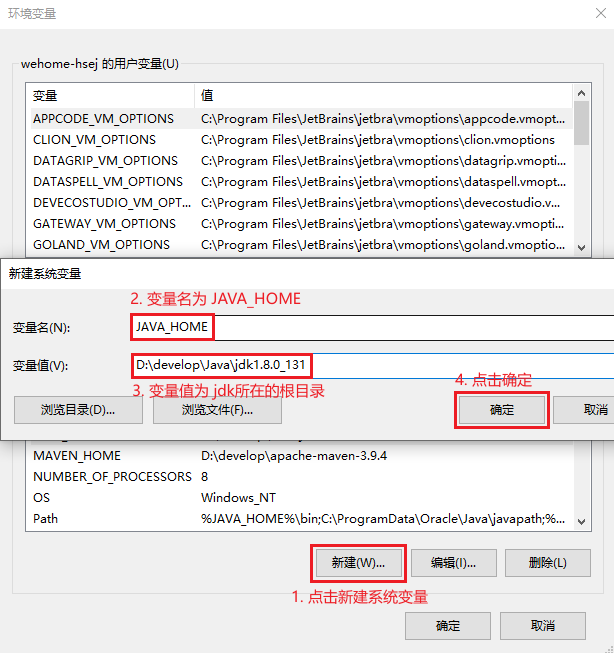 环境变量
wehome-hsej 的用户变量(U)
变量 值
APPCODE_VM_OPTIONS C:\Program Files\JetBrains\jetbra\vmoptions\appcode.vmopt...
CLION_VM_OPTIONS C:\Program Files\JetBrains\jetbra\vmoptions\clion.vmoptions
DATAGRIP_VM_OPTIONS C:\Program Files\JetBrains\jetbra\vmoptions\datagrip.vmop...
DATASPELL_VM_OPTIONS C:\Program Files\JetBrains\jetbra\vmoptions\dataspell.vmopt...
DEVECOSTUDIO_VM_OPT... C:\Program Files\JetBrains\jetbra\vmoptions\devecostudio.v...
GATEWAY_VM_OPTIONS C:\Program Files\JetBrains\jetbra\vmoptions\gateway.vmopti...
GOLAND_VM_OPTIONS C:\Program Files\JetBrains\jetbra\vmoptions\goland.vmoptio...
新建系统变量
2. 变量名为 JAVA_HOME
变量名(N): JAVA_HOME
变量值(V): D:\develop\Java\jdk1.8.0_131
3. 变量值为 jdk所在的根目录
4. 点击确定
浏览目录(D)... 浏览文件(F)... 确定 取消
MAVEN_HOME D:\develop\apache-maven-3.9.4
NUMBER_OF_PROCESSORS 8
OS Windows_NT
Path %JAVA_HOME%\bin;C:\ProgramData\Oracle\Java\javapath;%...
新建(W)... 编辑(I)... 删除(L)
1. 点击新建系统变量
确定 取消